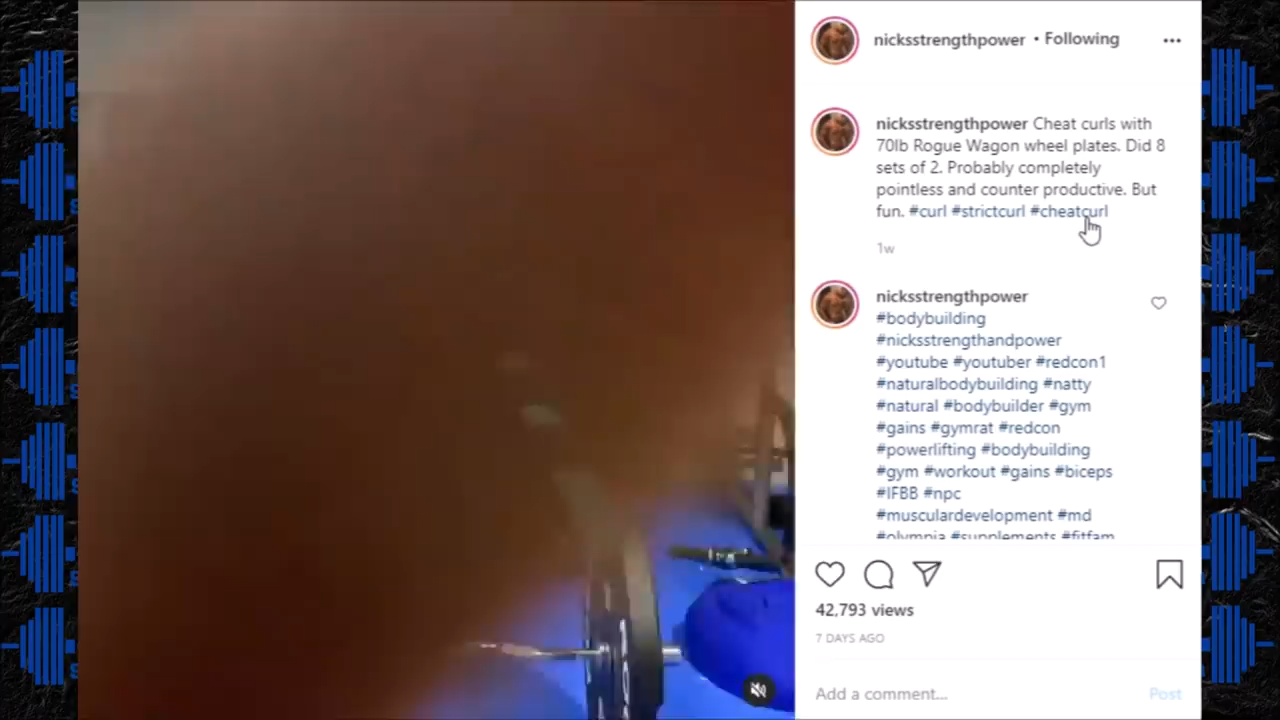 nicksstrengthpower • Following
nicksstrengthpower Cheat curls with
70lb Rogue Wagon wheel plates. Did 8
sets of 2. Probably completely
pointless and counter productive. But
fun. #curl #strictcurl #cheatcurl
1w
nicksstrengthpower
#bodybuilding
#nicksstrengthandpower
#youtube #youtuber #redcon1
#naturalbodybuilding #natty
#natural #bodybuilder #gym
#gains #gymrat #redcon
#powerlifting #bodybuilding
#gym #workout #gains #biceps
#IFBB #npc
#musculardevelopment #md
#olympia #supplements #fitfam
42,793 views
7 DAYS AGO
Add a comment...
Post